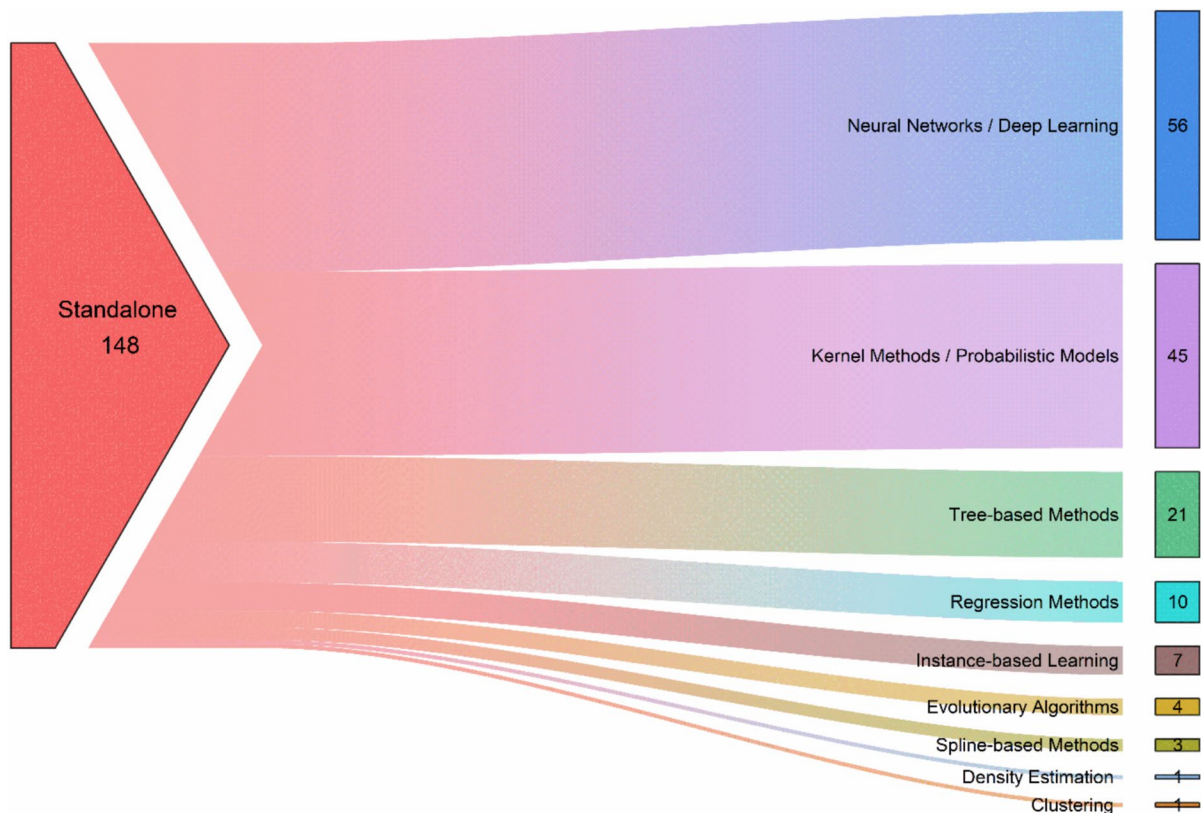 Standalone
148
Neural Networks / Deep Learning 56
Kernel Methods / Probabilistic Models 45
Tree-based Methods 21
Regression Methods 10
Instance-based Learning 7
Evolutionary Algorithms 4
Spline-based Methods 3
Density Estimation 1
Clustering 1